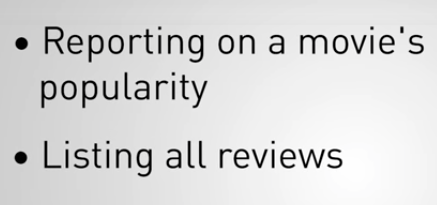 • Reporting on a movie's
popularity
• Listing all reviews